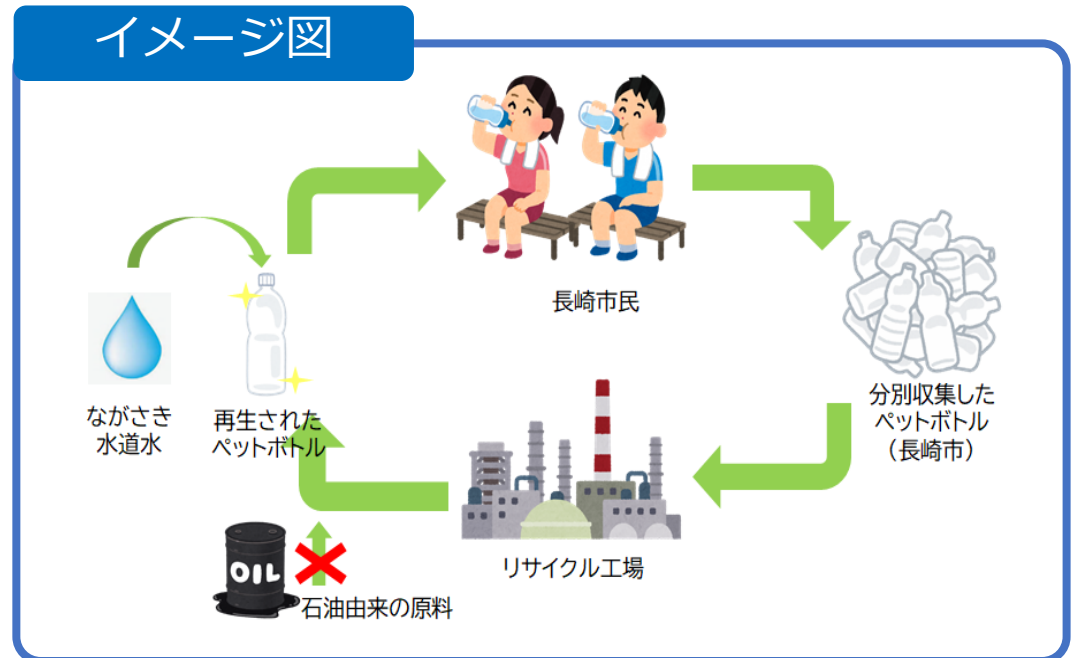 イメージ図
長崎市民
ながさき
水道水
再生された
ペットボトル
分別収集した
ペットボトル
（長崎市）
リサイクル工場
OIL
石油由来の原料